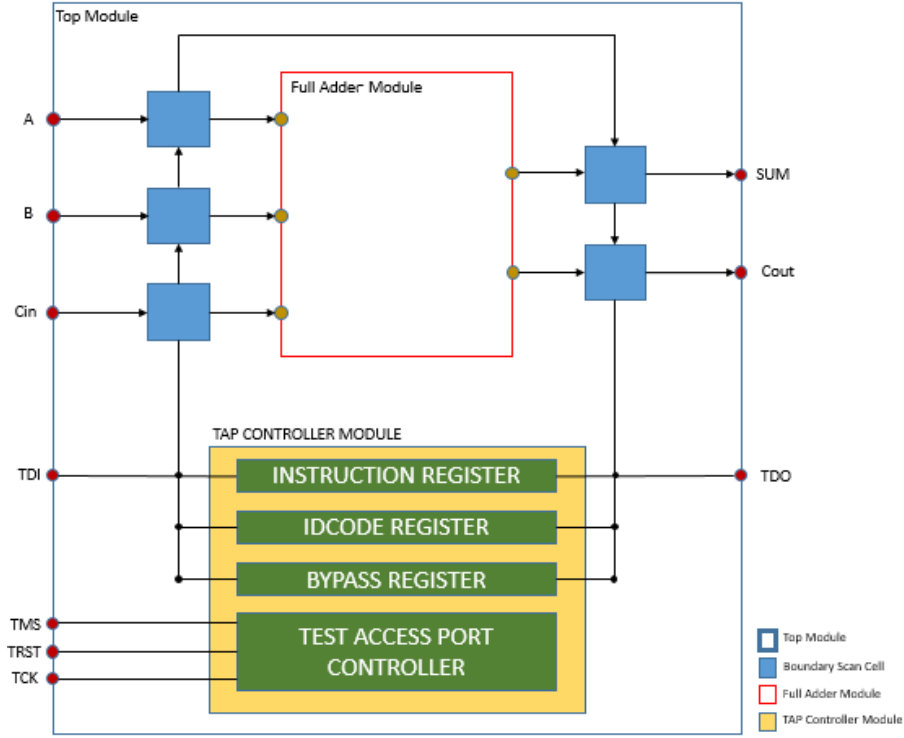 Top Module
Full Adder Module
A
SUM
B
Cout
Cin
TAP CONTROLLER MODULE
TDI
INSTRUCTION REGISTER
TDO
IDCODE REGISTER
BYPASS REGISTER
TMS
TRST
TCK
TEST ACCESS PORT
CONTROLLER
Top Module
Boundary Scan Cell
Full Adder Module
TAP Controller Module